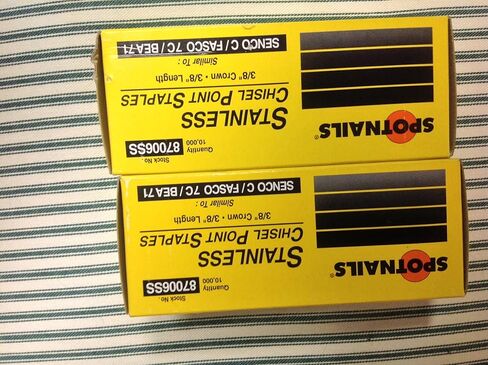 SPOTNAILS®
Stock No.
87006SS
Quantity
10,000
STAINLESS
CHISEL POINT STAPLES
3/8" Crown • 3/8" Length
Similar To :
SENCO C / FASCO 7C / BEA 71
SPOTNAILS®
Stock No.
87006SS
Quantity
10,000
STAINLESS
CHISEL POINT STAPLES
3/8" Crown • 3/8" Length
Similar To :
SENCO C / FASCO 7C / BEA 71